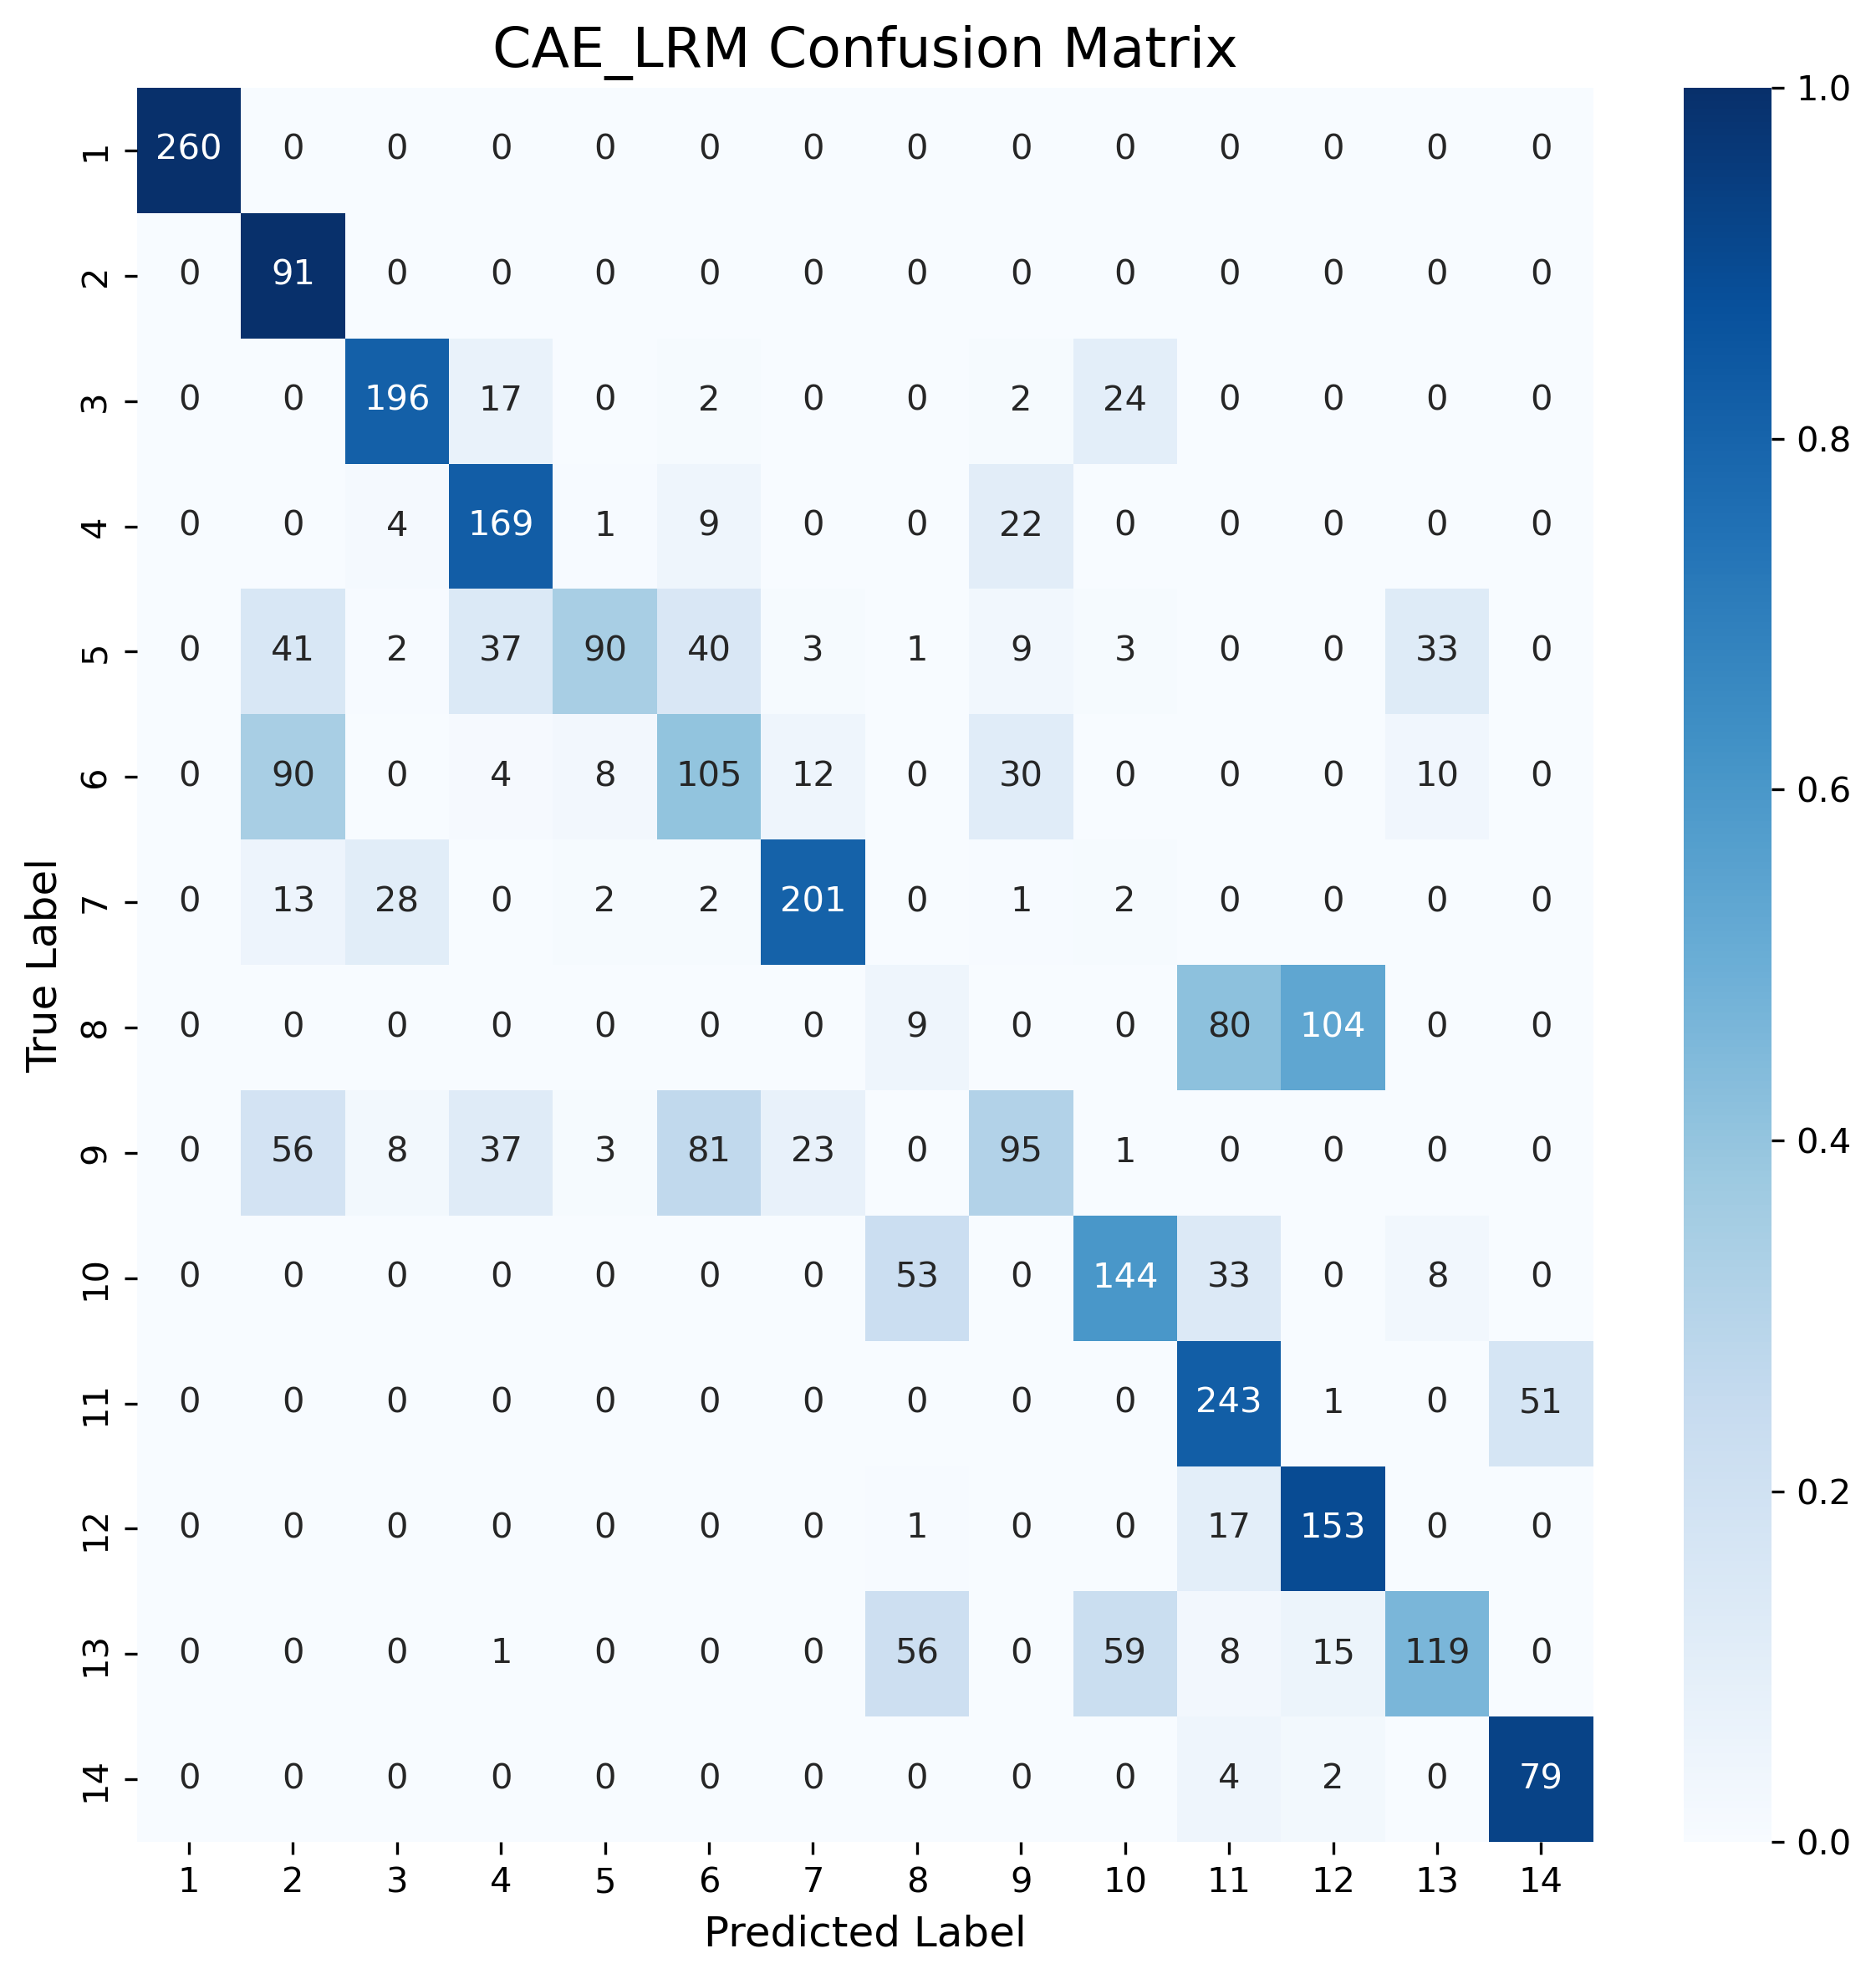 CAE_LRM Confusion Matrix
1 260 0 0 0 0 0 0 0 0 0 0 0 0 0
2 0 91 0 0 0 0 0 0 0 0 0 0 0 0
3 0 0 196 17 0 2 0 0 2 24 0 0 0 0
4 0 0 4 169 1 9 0 0 22 0 0 0 0 0
5 0 41 2 37 90 40 3 1 9 3 0 0 33 0
6 0 90 0 4 8 105 12 0 30 0 0 0 10 0
7 0 13 28 0 2 2 201 0 1 2 0 0 0 0
8 0 0 0 0 0 0 0 9 0 0 80 104 0 0
9 0 56 8 37 3 81 23 0 95 1 0 0 0 0
10 0 0 0 0 0 0 0 53 0 144 33 0 8 0
11 0 0 0 0 0 0 0 0 0 0 243 1 0 51
12 0 0 0 0 0 0 0 1 0 0 17 153 0 0
13 0 0 0 1 0 0 0 56 0 59 8 15 119 0
14 0 0 0 0 0 0 0 0 0 0 4 2 0 79
1 2 3 4 5 6 7 8 9 10 11 12 13 14
Predicted Label
True Label
1.0
0.8
0.6
0.4
0.2
0.0